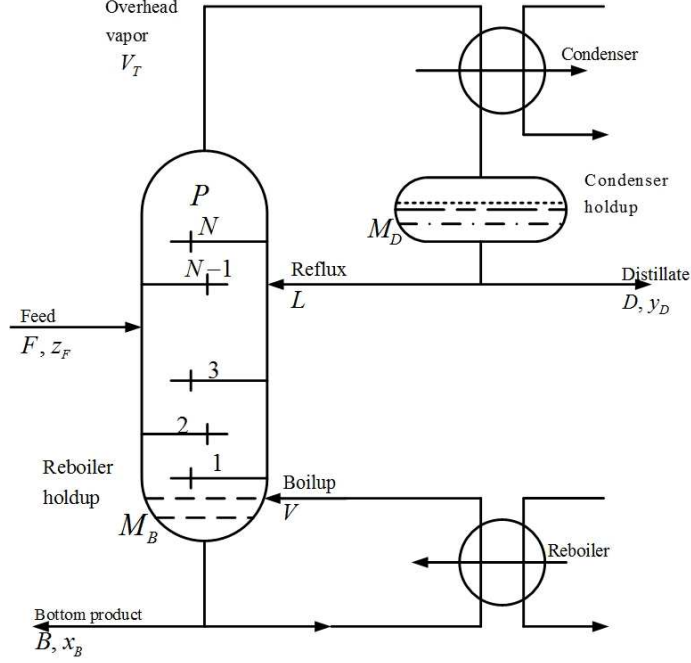 Overhead
vapor
V_T
Condenser
P
Condenser
holdup
N
M_D
N−1
Reflux
L
Distillate
D, y_D
Feed
F, z_F
3
2
1
Reboiler
holdup
Boilup
V
M_B
Reboiler
Bottom product
B, x_B